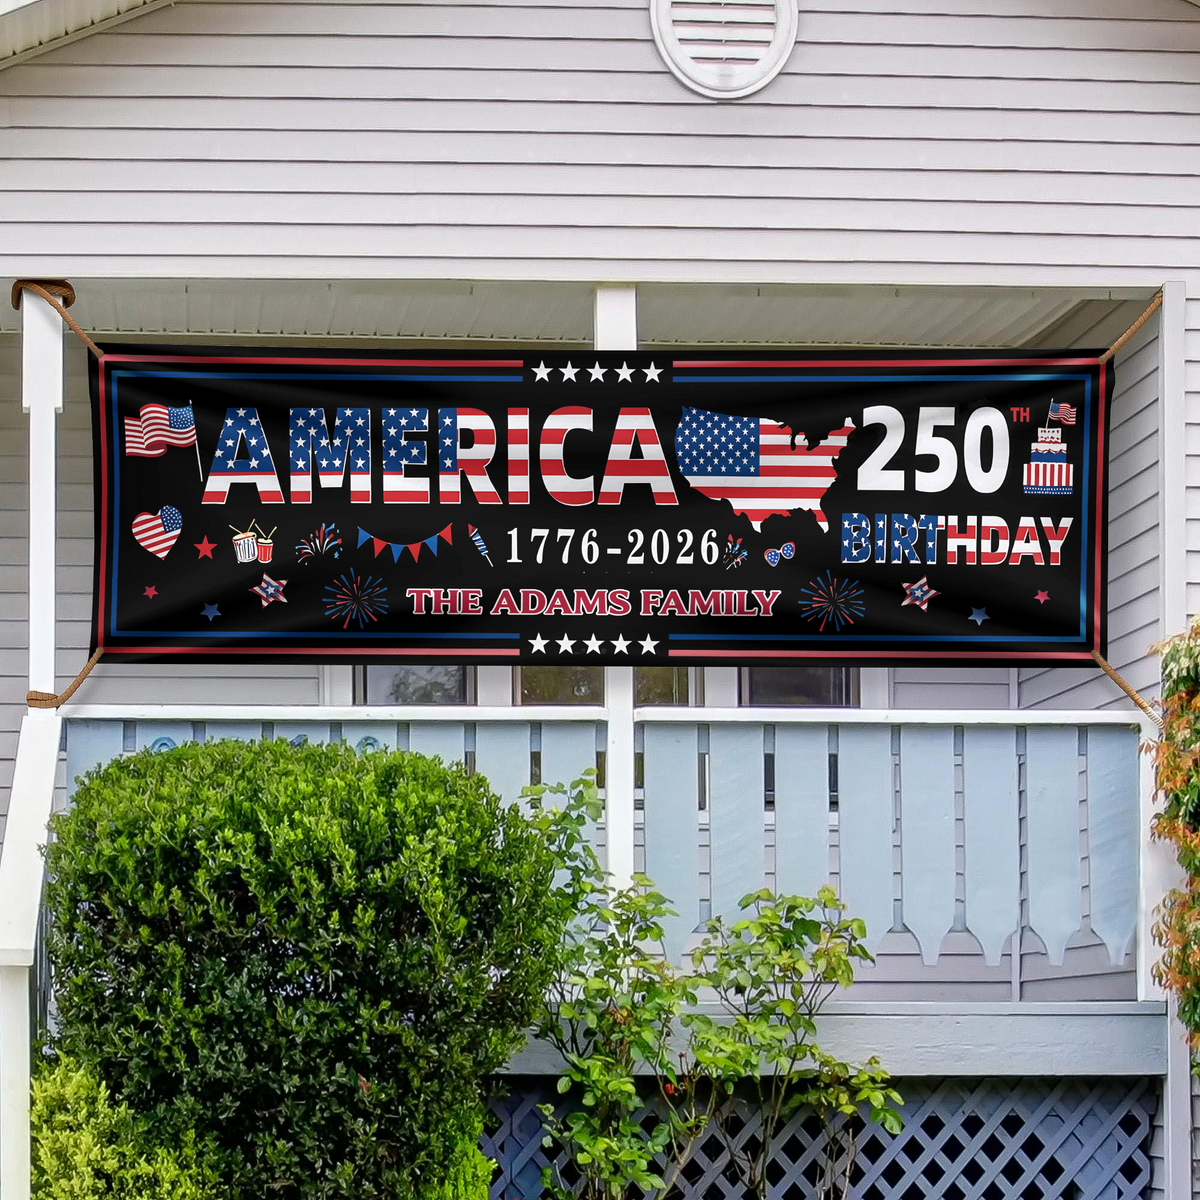 AMERICA 250TH
BIRTHDAY
1776-2026
THE ADAMS FAMILY